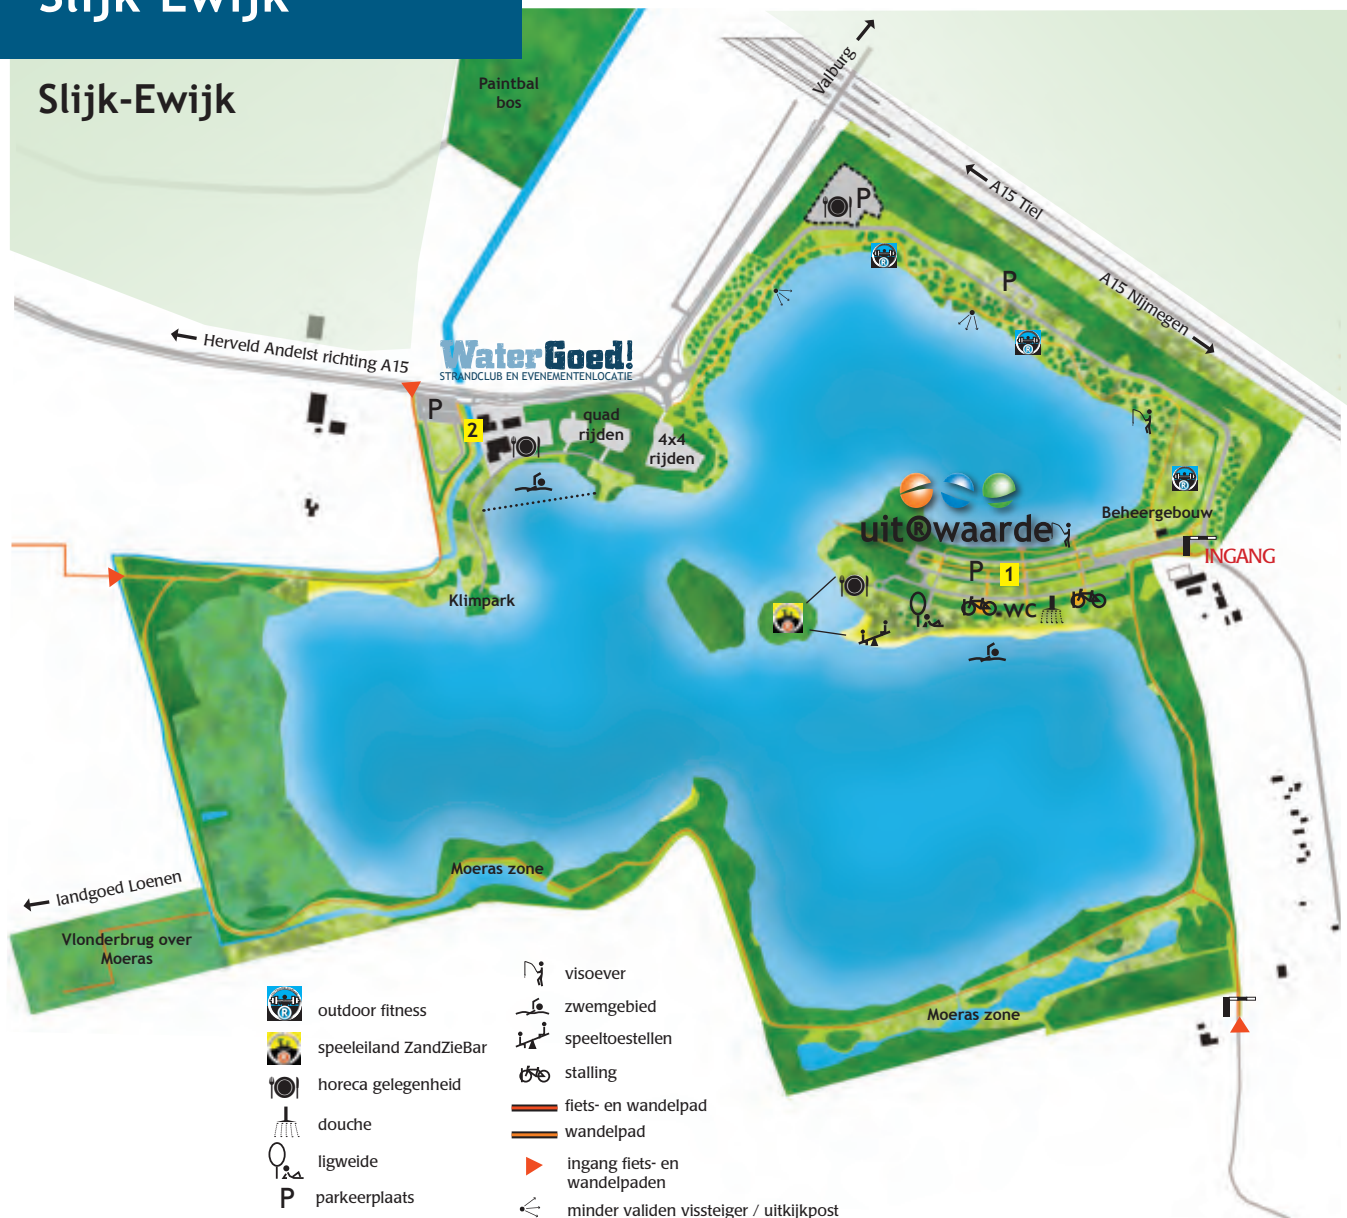 Slijk-Ewijk
Slijk-Ewijk
Paintbal
bos
Valburg
A15 Tiel
A15 Nijmegen
P
P
Herveld Andelst richting A15
WaterGoed!
STRANDCLUB EN EVENEMENTENLOCATIE
P
2
quad
rijden
4x4
rijden
uit®waarde
Beheergebouw
INGANG
P
1
WC
Klimpark
Moeras zone
landgoed Loenen
Vlonderbrug over
Moeras
Moeras zone
outdoor fitness
speeleiland ZandZieBar
horeca gelegenheid
douche
ligweide
P parkeerplaats
visoever
zwemgebied
speeltoestellen
stalling
fiets- en wandelpad
wandelpad
ingang fiets- en
wandelpaden
minder validen vissteiger / uitkijkpost